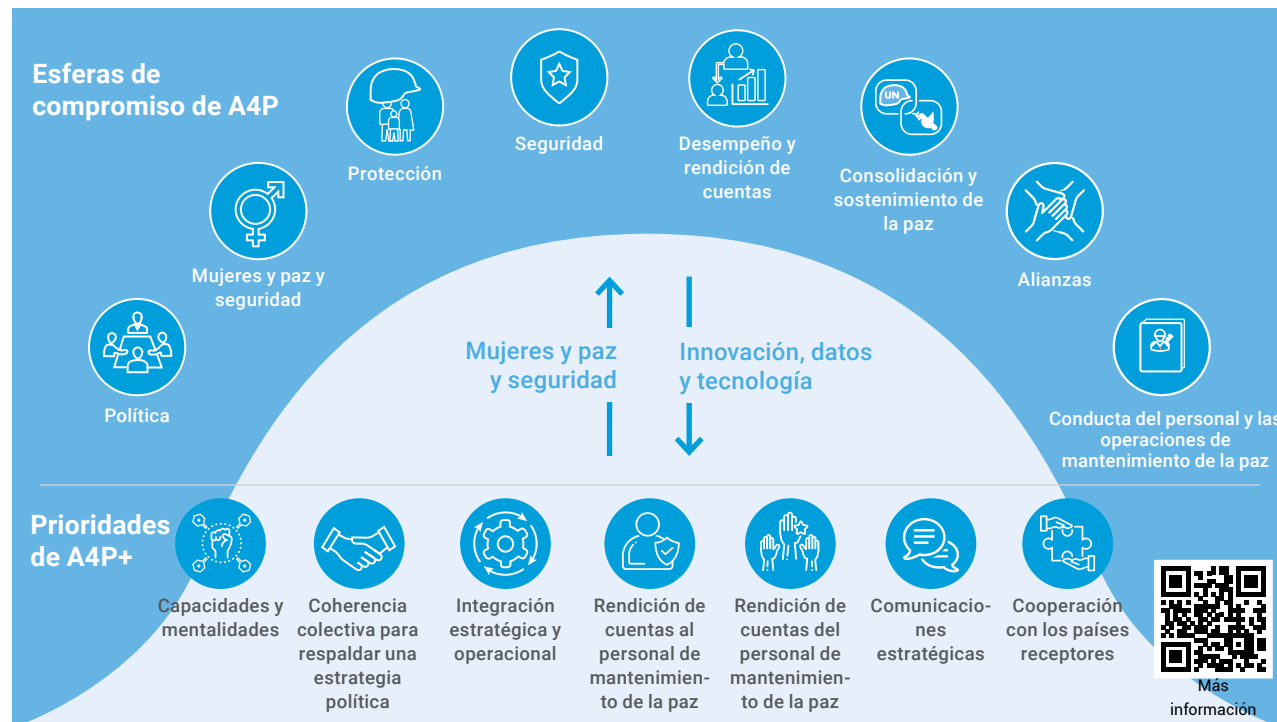 Esferas de
compromiso de A4P
Política
Mujeres y paz y
seguridad
Protección
Seguridad
Desempeño y
rendición de
cuentas
UN
Consolidación y
sostenimiento de
la paz
Alianzas
Conducta del personal y las
operaciones de
mantenimiento de la paz
Mujeres y paz
y seguridad
Innovación, datos
y tecnología
Prioridades
de A4P+
Capacidades y
mentalidades
Coherencia
colectiva para
respaldar una
estrategia
política
Integración
estratégica y
operacional
Rendición de
cuentas al
personal de
mantenimien-
to de la paz
Rendición de
cuentas del
personal de
mantenimien-
to de la paz
Comunicacio-
nes
estratégicas
Cooperación
con los países
receptores
Más
información